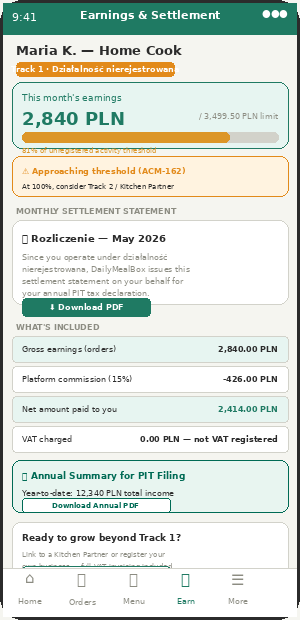 9:41
Earnings & Settlement
Maria K. — Home Cook
Track 1 · Działalność nierejestrowana
This month's earnings
2,840 PLN
/ 3,499.50 PLN limit
81% of unregistered activity threshold
⚠ Approaching threshold (ACM-162)
At 100%, consider Track 2 / Kitchen Partner
MONTHLY SETTLEMENT STATEMENT
Rozliczenie — May 2026
Since you operate under działalność
nierejestrowana, DailyMealBox issues this
settlement statement on your behalf for
your annual PIT tax declaration.
⬇ Download PDF
WHAT'S INCLUDED
Gross earnings (orders)
2,840.00 PLN
Platform commission (15%)
-426.00 PLN
Net amount paid to you
2,414.00 PLN
VAT charged
0.00 PLN — not VAT registered
Annual Summary for PIT Filing
Year-to-date: 12,340 PLN total income
Download Annual PDF
Ready to grow beyond Track 1?
Link to a Kitchen Partner or register your
Home
Orders
Menu
Earn
More